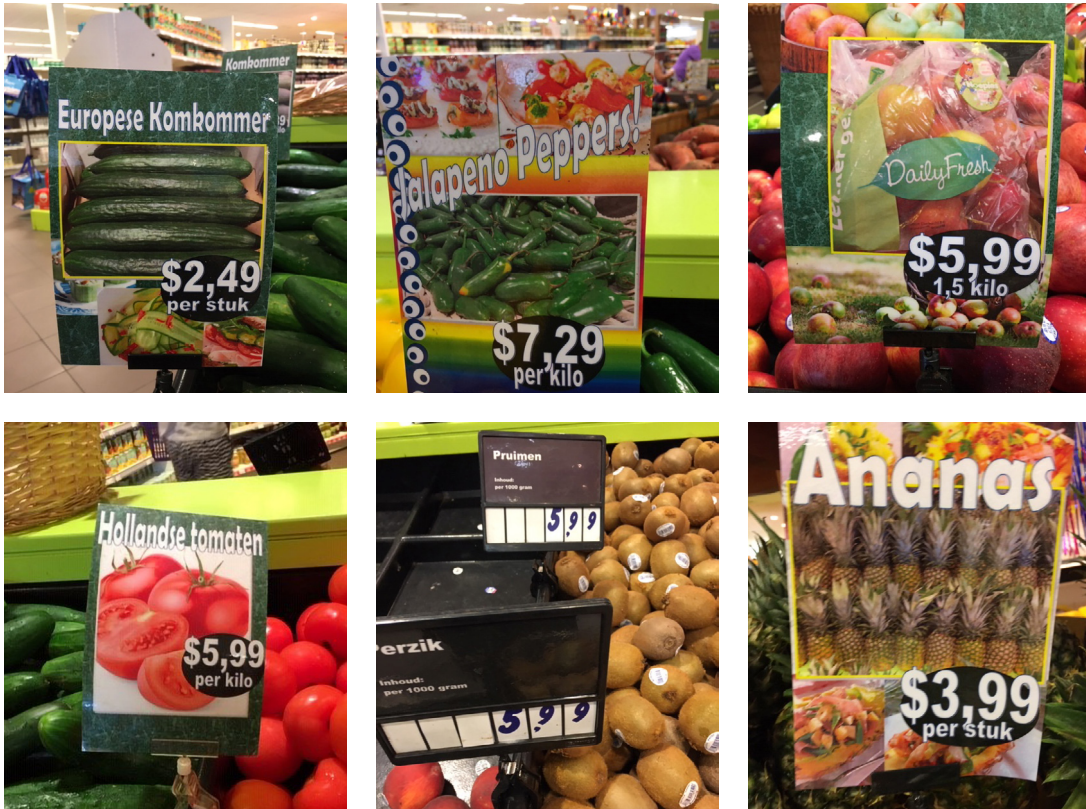 Komkommer
Europese Komkommer
$2,49
per stuk
Jalapeno Peppers!
$7,29
per kilo
DailyFresh
$5,99
1,5 kilo
Hollandse tomaten
$5,99
per kilo
Pruimen
Inhoud:
per 1000 gram
5,99
Perzik
Inhoud:
per 1000 gram
5,99
Ananas
$3,99
per stuk